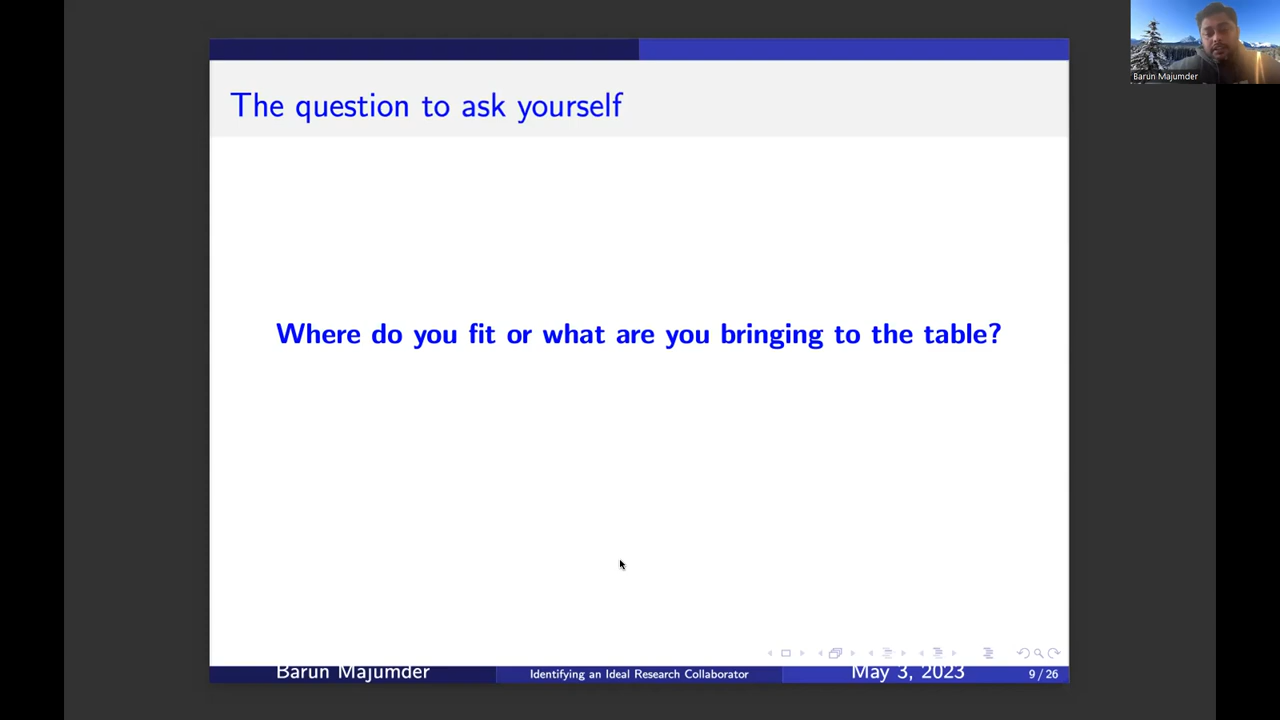 Barun Majumder
The question to ask yourself
Where do you fit or what are you bringing to the table?
Barun Majumder
Identifying an Ideal Research Collaborator
May 3, 2023
9 / 26